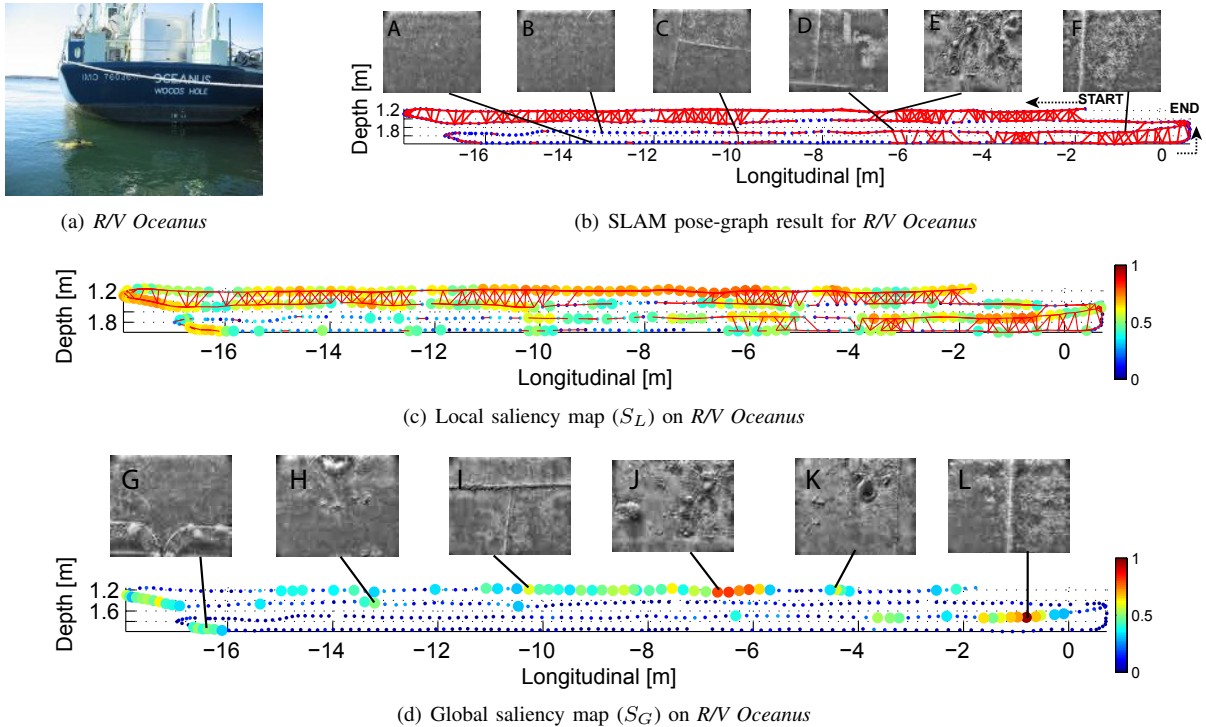 IMO 7603617
OCEANUS
WOODS HOLE
(a) R/V Oceanus
A B C D E F
START
END
Depth [m]
1.2
1.8
−16 −14 −12 −10 −8 −6 −4 −2 0
Longitudinal [m]
(b) SLAM pose-graph result for R/V Oceanus
Depth [m]
1.2
1.8
−16 −14 −12 −10 −8 −6 −4 −2 0
Longitudinal [m]
1
0.5
0
(c) Local saliency map (S_L) on R/V Oceanus
G H I J K L
Depth [m]
1.2
1.6
−16 −14 −12 −10 −8 −6 −4 −2 0
Longitudinal [m]
1
0.5
0
(d) Global saliency map (S_G) on R/V Oceanus